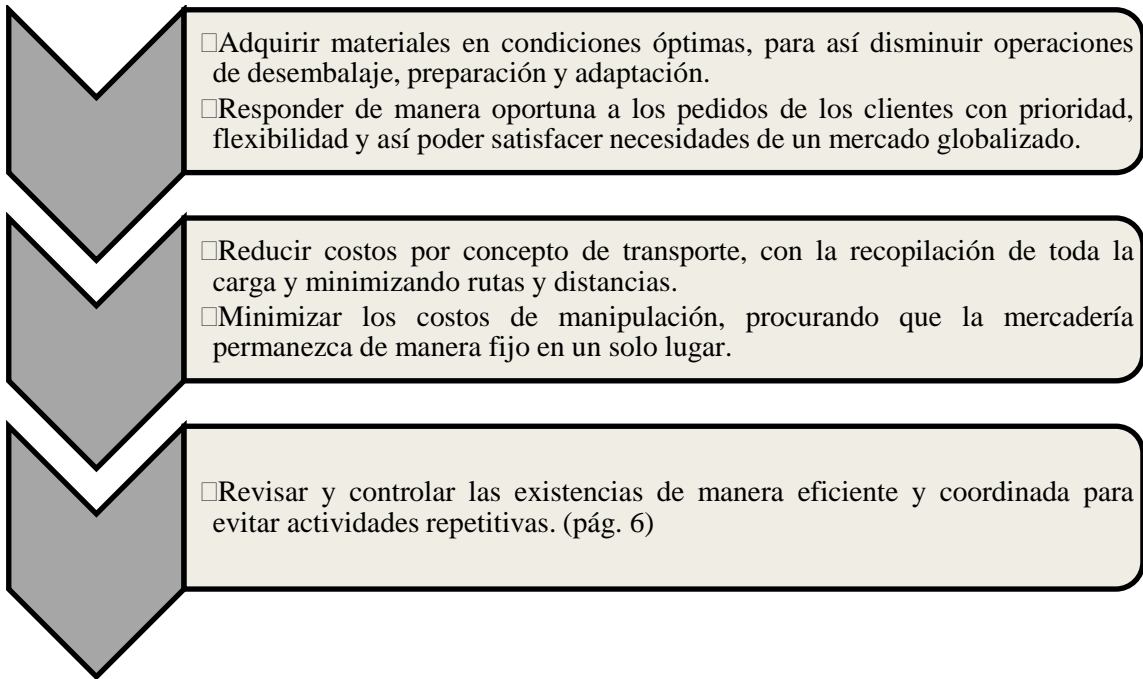 □Adquirir materiales en condiciones óptimas, para así disminuir operaciones
de desembalaje, preparación y adaptación.
□Responder de manera oportuna a los pedidos de los clientes con prioridad,
flexibilidad y así poder satisfacer necesidades de un mercado globalizado.
□Reducir costos por concepto de transporte, con la recopilación de toda la
carga y minimizando rutas y distancias.
□Minimizar los costos de manipulación, procurando que la mercadería
permanezca de manera fijo en un solo lugar.
□Revisar y controlar las existencias de manera eficiente y coordinada para
evitar actividades repetitivas. (pág. 6)